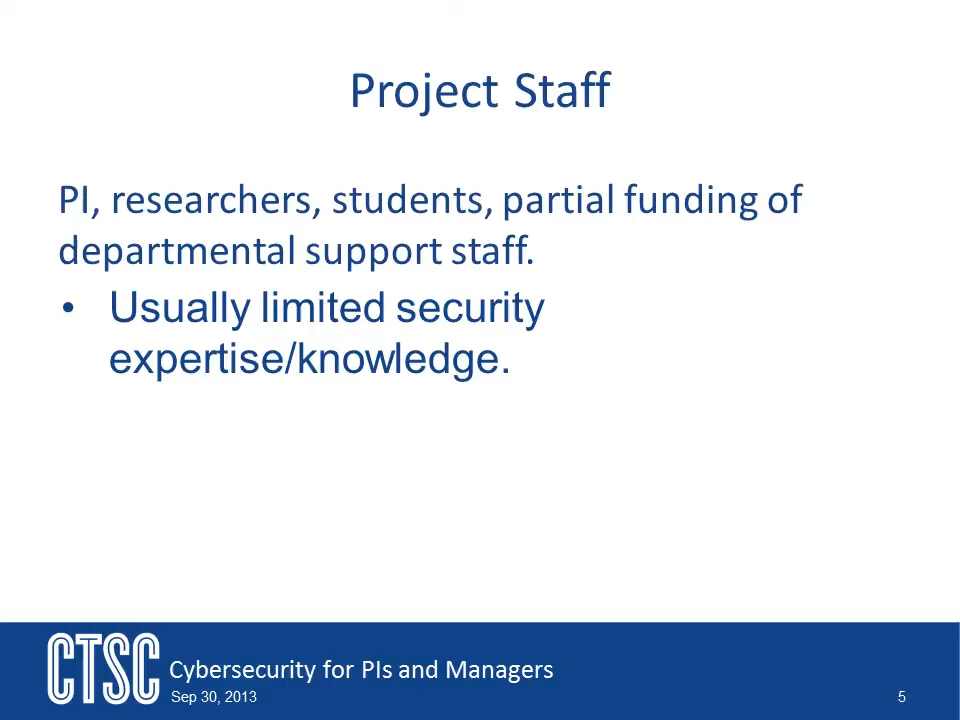 Project Staff
PI, researchers, students, partial funding of
departmental support staff.
• Usually limited security
expertise/knowledge.
CTSC
Cybersecurity for PIs and Managers
Sep 30, 2013
5